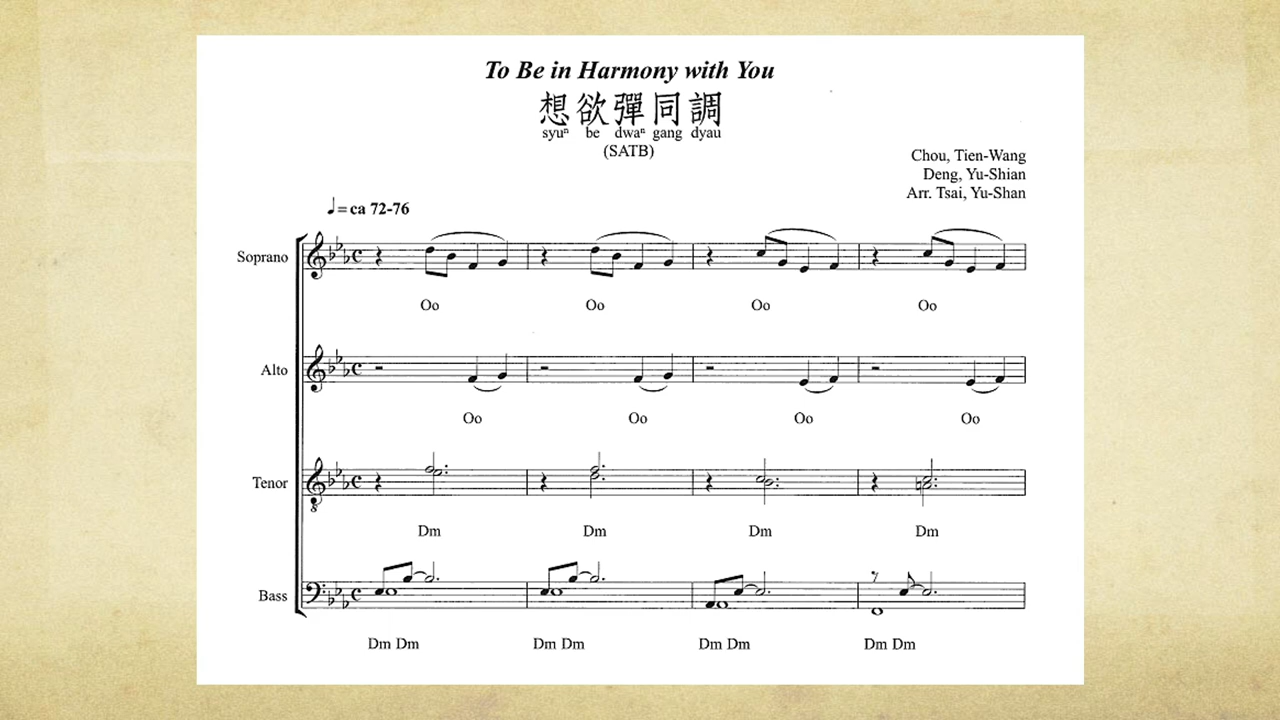 To Be in Harmony with You
想欲彈同調
syuⁿ be dwaⁿ gang dyau
(SATB)
Chou, Tien-Wang
Deng, Yu-Shian
Arr. Tsai, Yu-Shan
♩= ca 72-76
Soprano
Oo Oo Oo Oo
Alto
Oo Oo Oo Oo
Tenor
8
Dm Dm Dm Dm
Bass
Dm Dm Dm Dm Dm Dm Dm Dm